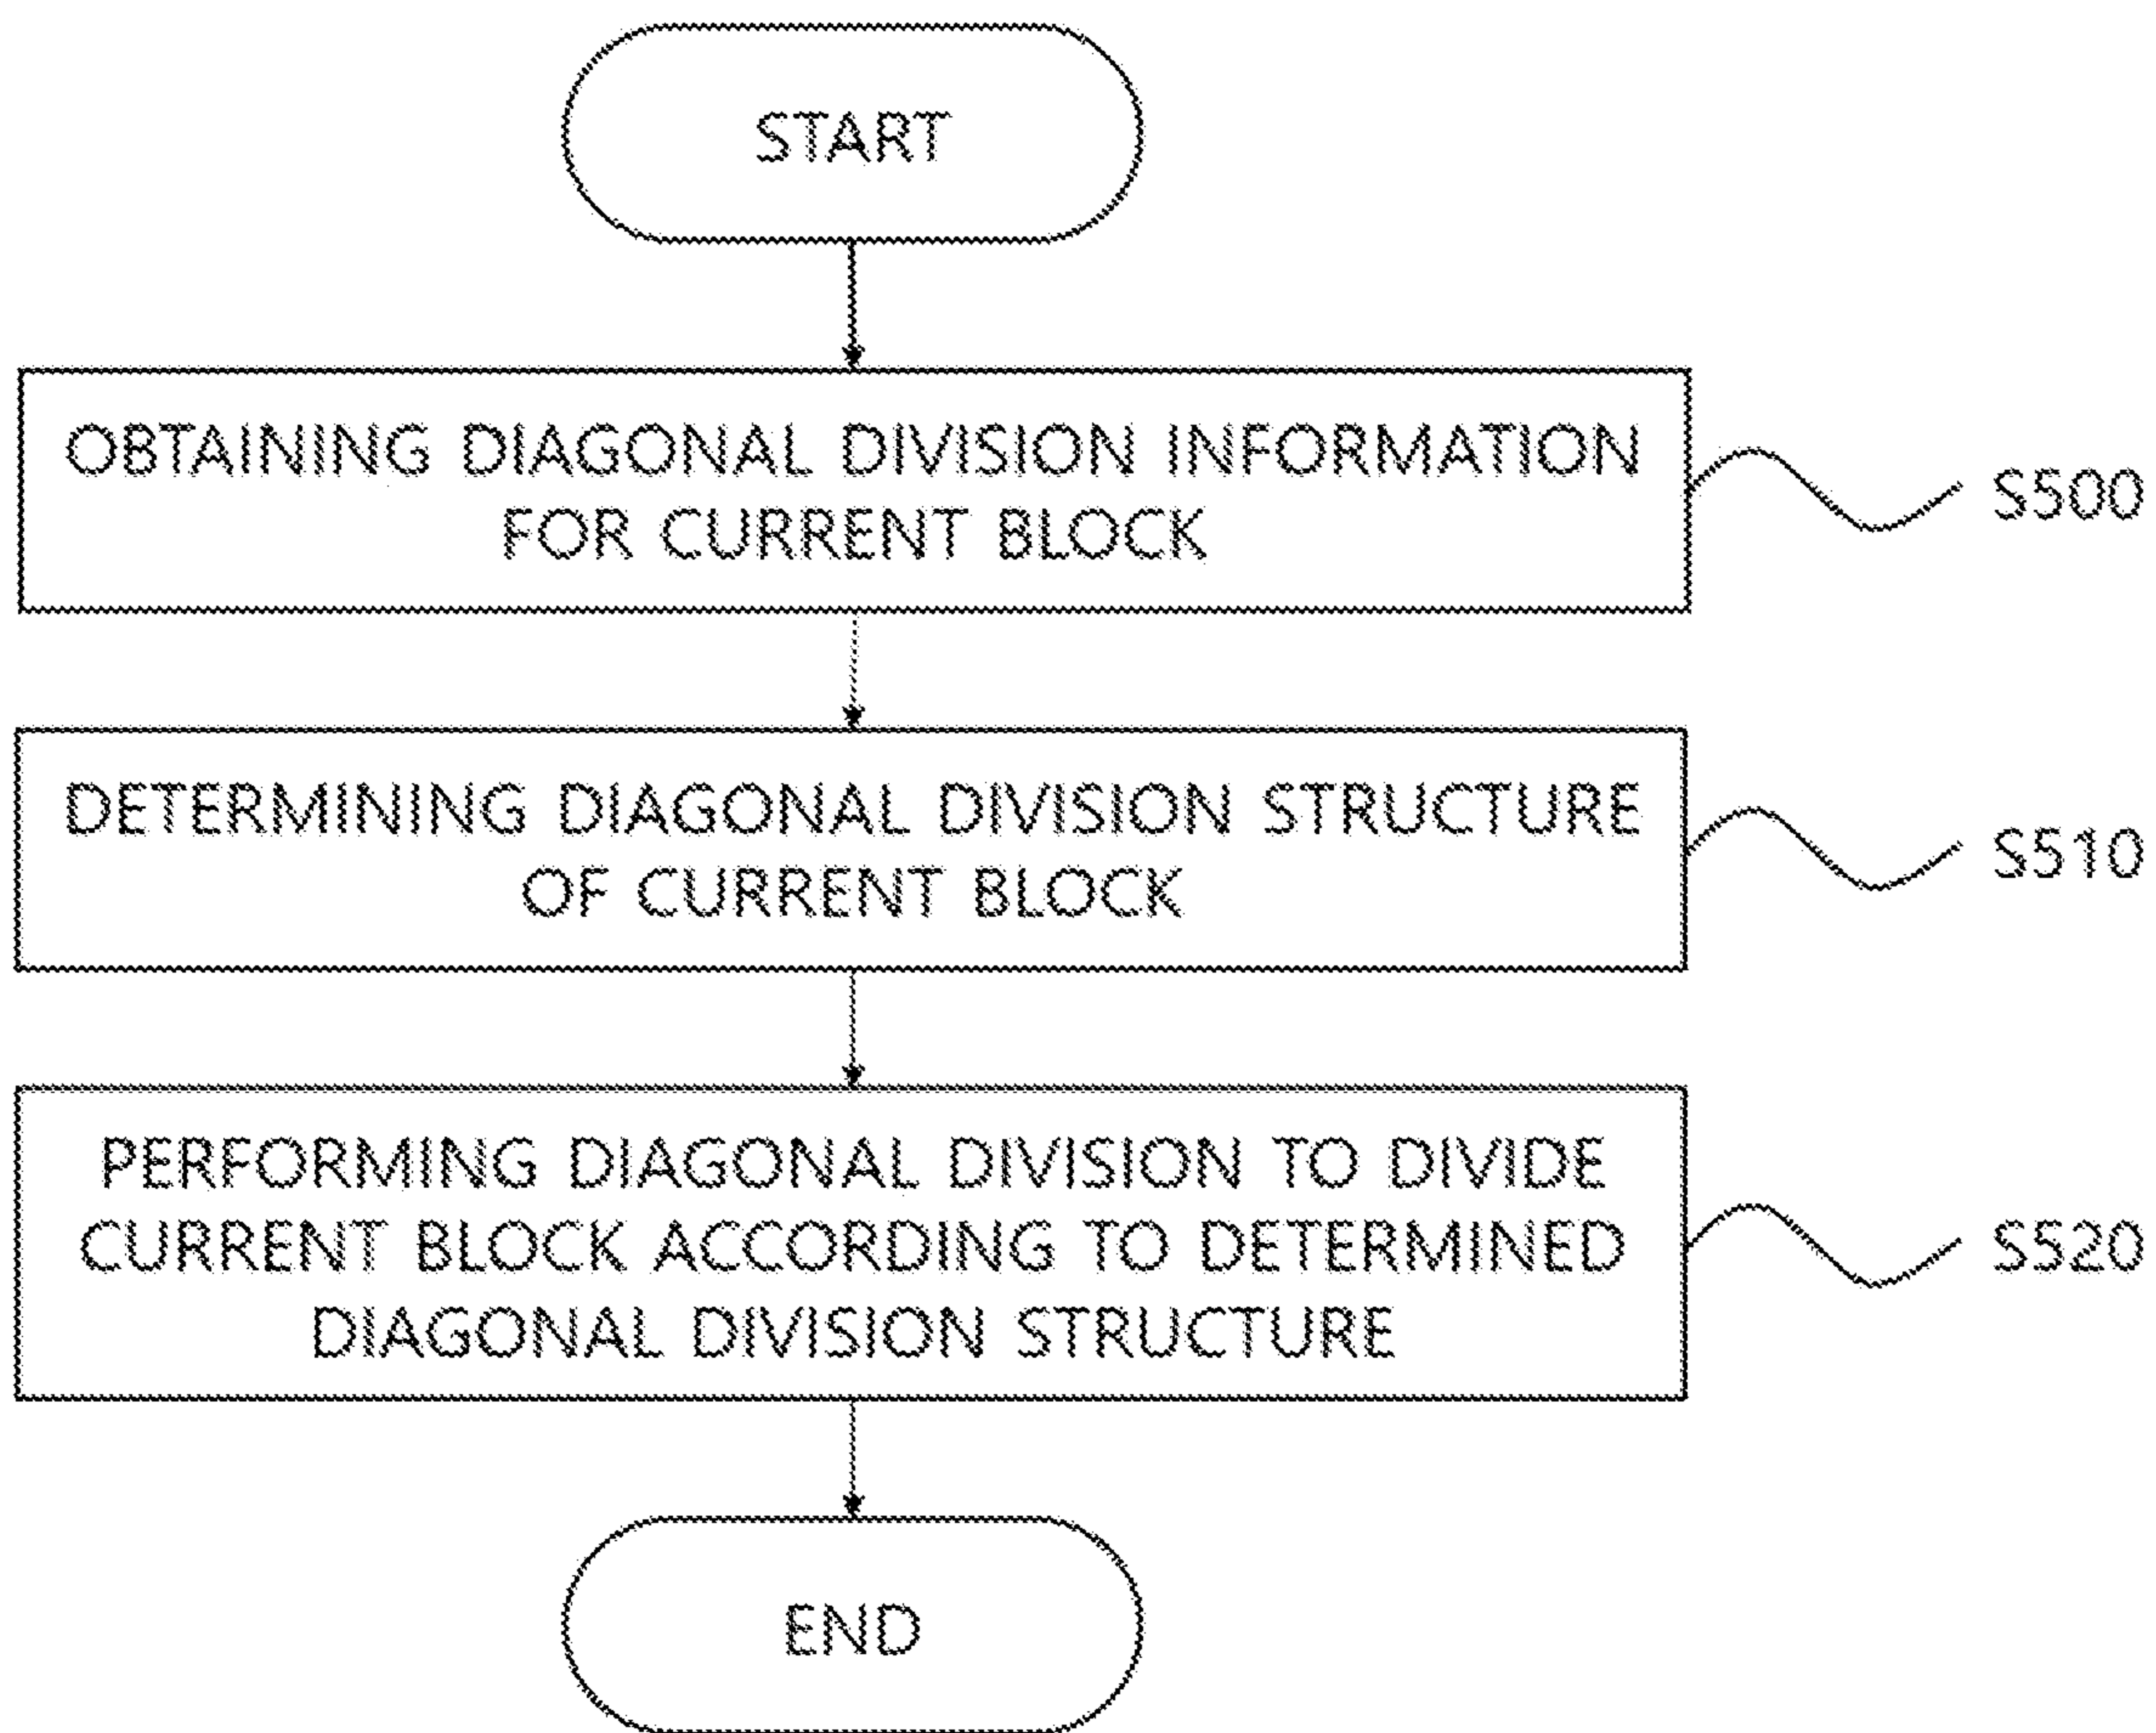 START
OBTAINING DIAGONAL DIVISION INFORMATION
FOR CURRENT BLOCK
S500
DETERMINING DIAGONAL DIVISION STRUCTURE
OF CURRENT BLOCK
S510
PERFORMING DIAGONAL DIVISION TO DIVIDE
CURRENT BLOCK ACCORDING TO DETERMINED
DIAGONAL DIVISION STRUCTURE
S520
END